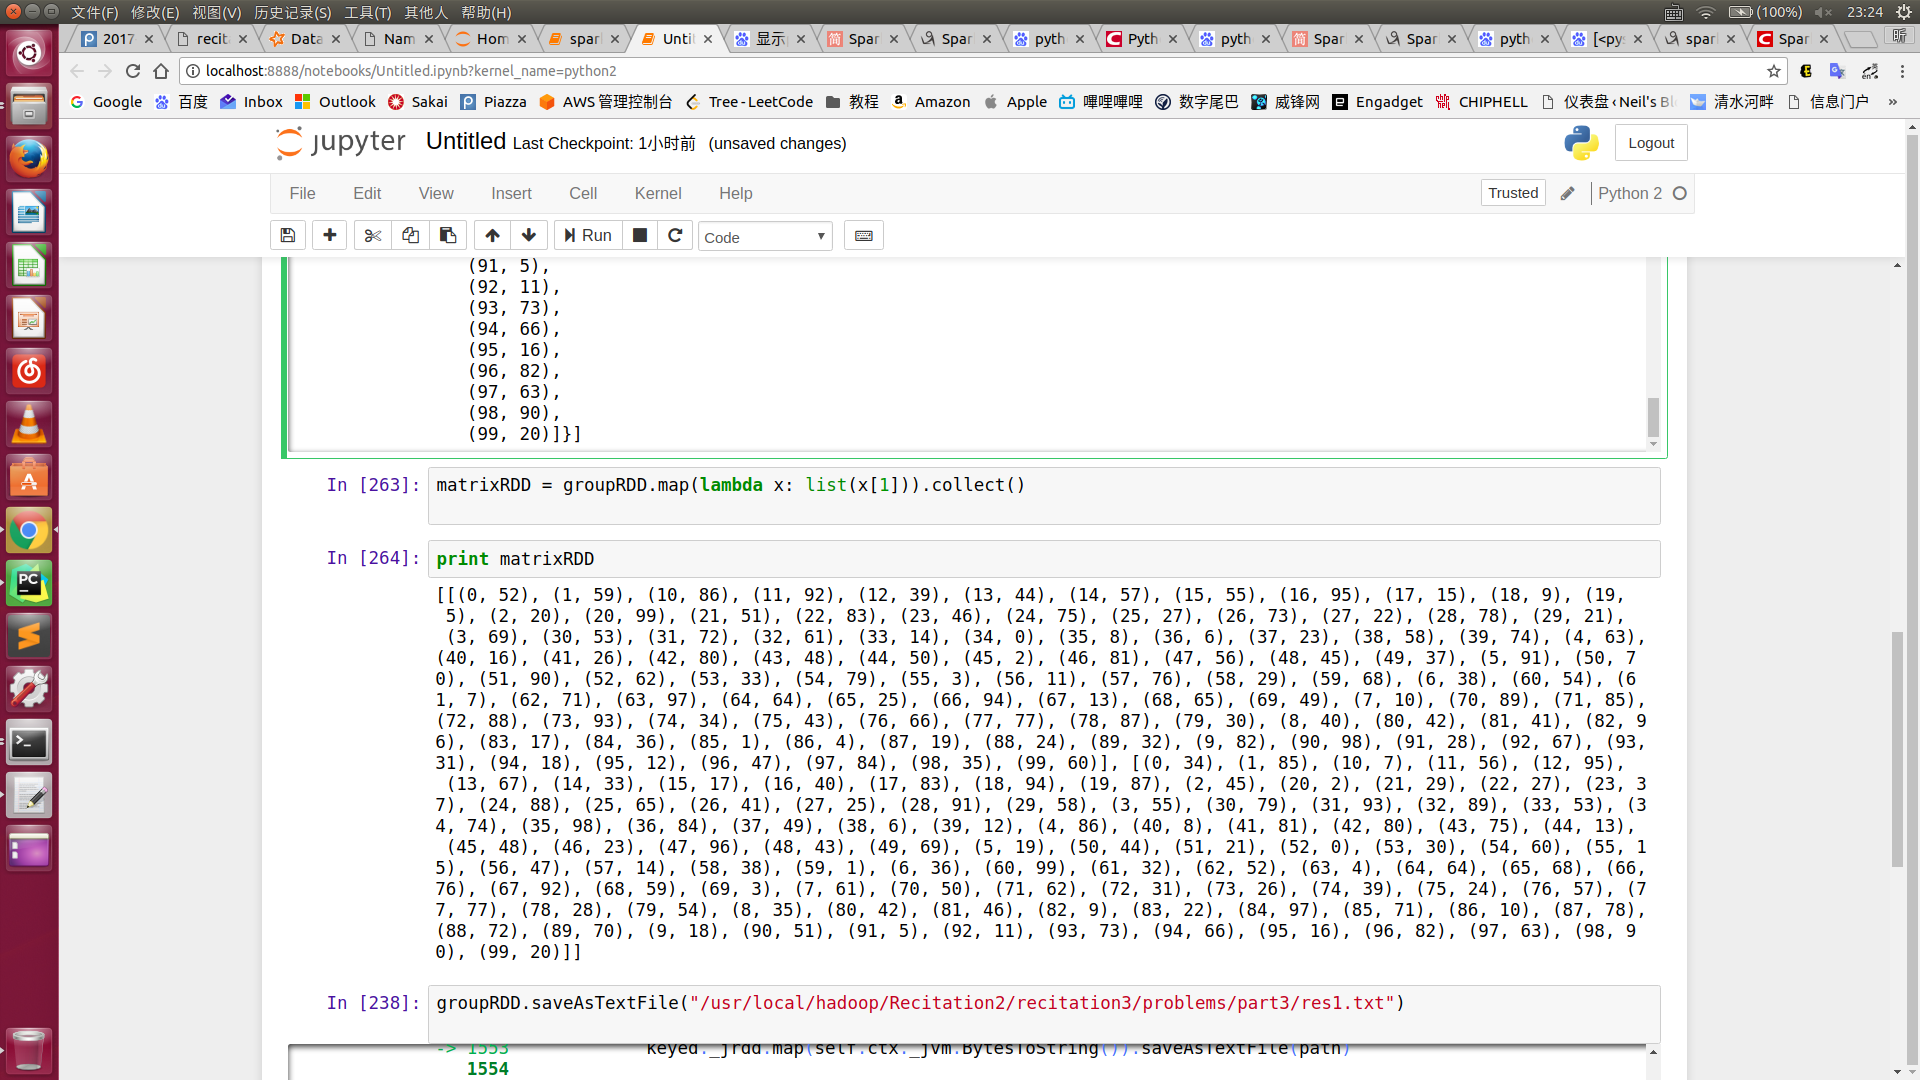 文件(F) 修改(E) 视图(V) 历史记录(S) 工具(T) 其他人 帮助(H) (100%) 23:24
2017 recit Data Nam Hom spar Untit 显示 Spar Spar pyth Pyth pyth Spar Spar pyth [<py spar Spar 昕
localhost:8888/notebooks/Untitled.ipynb?kernel_name=python2
Google 百度 Inbox Outlook Sakai Piazza AWS 管理控制台 Tree - LeetCode 教程 Amazon Apple 嗶哩嗶哩 数字尾巴 威锋网 Engadget CHIPHELL 仪表盘 ‹ Neil's Bl 清水河畔 信息门户 »
jupyter Untitled Last Checkpoint: 1小时前 (unsaved changes) Logout
File Edit View Insert Cell Kernel Help Trusted Python 2
Run Code
(91, 5),
(92, 11),
(93, 73),
(94, 66),
(95, 16),
(96, 82),
(97, 63),
(98, 90),
(99, 20)]}]
In [263]: matrixRDD = groupRDD.map(lambda x: list(x[1])).collect()
In [264]: print matrixRDD
[[(0, 52), (1, 59), (10, 86), (11, 92), (12, 39), (13, 44), (14, 57), (15, 55), (16, 95), (17, 15), (18, 9), (19,
5), (2, 20), (20, 99), (21, 51), (22, 83), (23, 46), (24, 75), (25, 27), (26, 73), (27, 22), (28, 78), (29, 21),
(3, 69), (30, 53), (31, 72), (32, 61), (33, 14), (34, 0), (35, 8), (36, 6), (37, 23), (38, 58), (39, 74), (4, 63),
(40, 16), (41, 26), (42, 80), (43, 48), (44, 50), (45, 2), (46, 81), (47, 56), (48, 45), (49, 37), (5, 91), (50, 7
0), (51, 90), (52, 62), (53, 33), (54, 79), (55, 3), (56, 11), (57, 76), (58, 29), (59, 68), (6, 38), (60, 54), (6
1, 7), (62, 71), (63, 97), (64, 64), (65, 25), (66, 94), (67, 13), (68, 65), (69, 49), (7, 10), (70, 89), (71, 85),
(72, 88), (73, 93), (74, 34), (75, 43), (76, 66), (77, 77), (78, 87), (79, 30), (8, 40), (80, 42), (81, 41), (82, 9
6), (83, 17), (84, 36), (85, 1), (86, 4), (87, 19), (88, 24), (89, 32), (9, 82), (90, 98), (91, 28), (92, 67), (93,
31), (94, 18), (95, 12), (96, 47), (97, 84), (98, 35), (99, 60)], [(0, 34), (1, 85), (10, 7), (11, 56), (12, 95),
(13, 67), (14, 33), (15, 17), (16, 40), (17, 83), (18, 94), (19, 87), (2, 45), (20, 2), (21, 29), (22, 27), (23, 3
7), (24, 88), (25, 65), (26, 41), (27, 25), (28, 91), (29, 58), (3, 55), (30, 79), (31, 93), (32, 89), (33, 53), (3
4, 74), (35, 98), (36, 84), (37, 49), (38, 6), (39, 12), (4, 86), (40, 8), (41, 81), (42, 80), (43, 75), (44, 13),
(45, 48), (46, 23), (47, 96), (48, 43), (49, 69), (5, 19), (50, 44), (51, 21), (52, 0), (53, 30), (54, 60), (55, 1
5), (56, 47), (57, 14), (58, 38), (59, 1), (6, 36), (60, 99), (61, 32), (62, 52), (63, 4), (64, 64), (65, 68), (66,
76), (67, 92), (68, 59), (69, 3), (7, 61), (70, 50), (71, 62), (72, 31), (73, 26), (74, 39), (75, 24), (76, 57), (7
7, 77), (78, 28), (79, 54), (8, 35), (80, 42), (81, 46), (82, 9), (83, 22), (84, 97), (85, 71), (86, 10), (87, 78),
(88, 72), (89, 70), (9, 18), (90, 51), (91, 5), (92, 11), (93, 73), (94, 66), (95, 16), (96, 82), (97, 63), (98, 9
0), (99, 20)]]
In [238]: groupRDD.saveAsTextFile("/usr/local/hadoop/Recitation2/recitation3/problems/part3/res1.txt")
-> 1553 keyed._jrdd.map(self.ctx._jvm.BytesToString()).saveAsTextFile(path)
1554